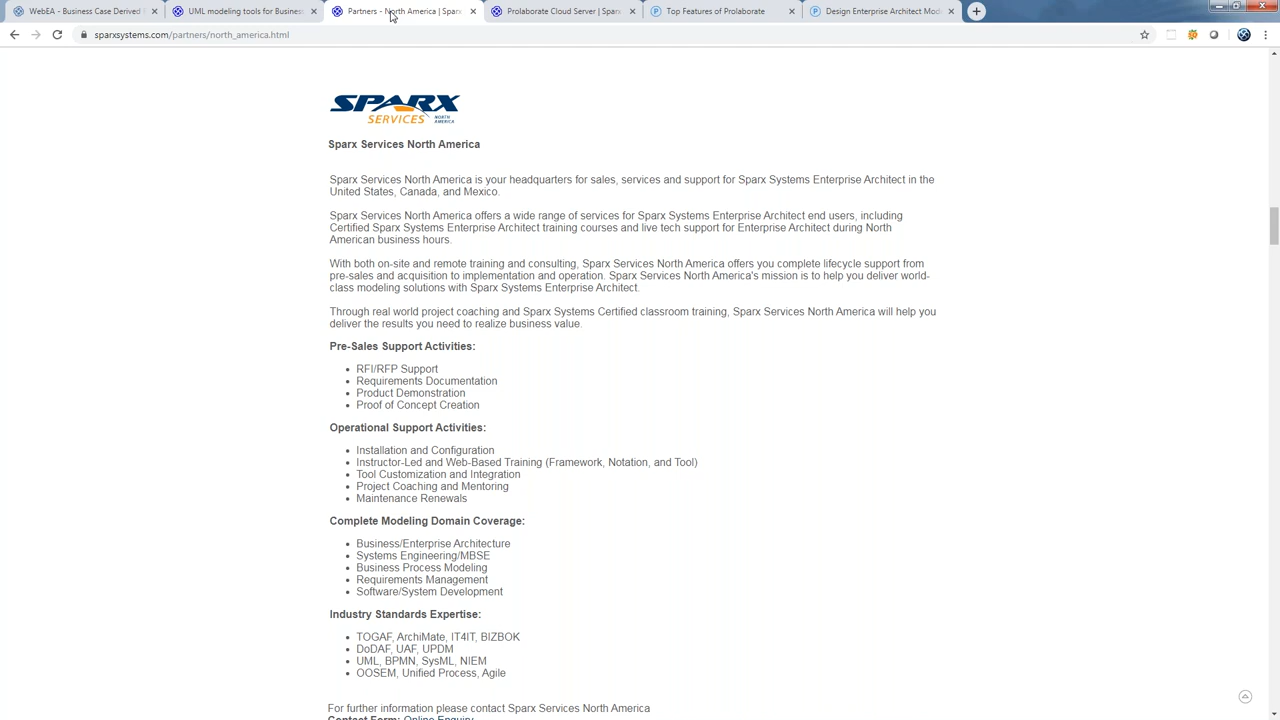 WebEA - Business Case Derived M
UML modeling tools for Business
Partners - North America | Sparx
Prolaborate Cloud Server | Sparx
Top Features of Prolaborate
Design Enterprise Architect Mod
sparxsystems.com/partners/north_america.html
SPARX
SERVICES NORTH AMERICA
Sparx Services North America
Sparx Services North America is your headquarters for sales, services and support for Sparx Systems Enterprise Architect in the
United States, Canada, and Mexico.
Sparx Services North America offers a wide range of services for Sparx Systems Enterprise Architect end users, including
Certified Sparx Systems Enterprise Architect training courses and live tech support for Enterprise Architect during North
American business hours.
With both on-site and remote training and consulting, Sparx Services North America offers you complete lifecycle support from
pre-sales and acquisition to implementation and operation. Sparx Services North America's mission is to help you deliver world-
class modeling solutions with Sparx Systems Enterprise Architect.
Through real world project coaching and Sparx Systems Certified classroom training, Sparx Services North America will help you
deliver the results you need to realize business value.
Pre-Sales Support Activities:
• RFI/RFP Support
• Requirements Documentation
• Product Demonstration
• Proof of Concept Creation
Operational Support Activities:
• Installation and Configuration
• Instructor-Led and Web-Based Training (Framework, Notation, and Tool)
• Tool Customization and Integration
• Project Coaching and Mentoring
• Maintenance Renewals
Complete Modeling Domain Coverage:
• Business/Enterprise Architecture
• Systems Engineering/MBSE
• Business Process Modeling
• Requirements Management
• Software/System Development
Industry Standards Expertise:
• TOGAF, ArchiMate, IT4IT, BIZBOK
• DoDAF, UAF, UPDM
• UML, BPMN, SysML, NIEM
• OOSEM, Unified Process, Agile
For further information please contact Sparx Services North America
Contact Form: Online Enquiry